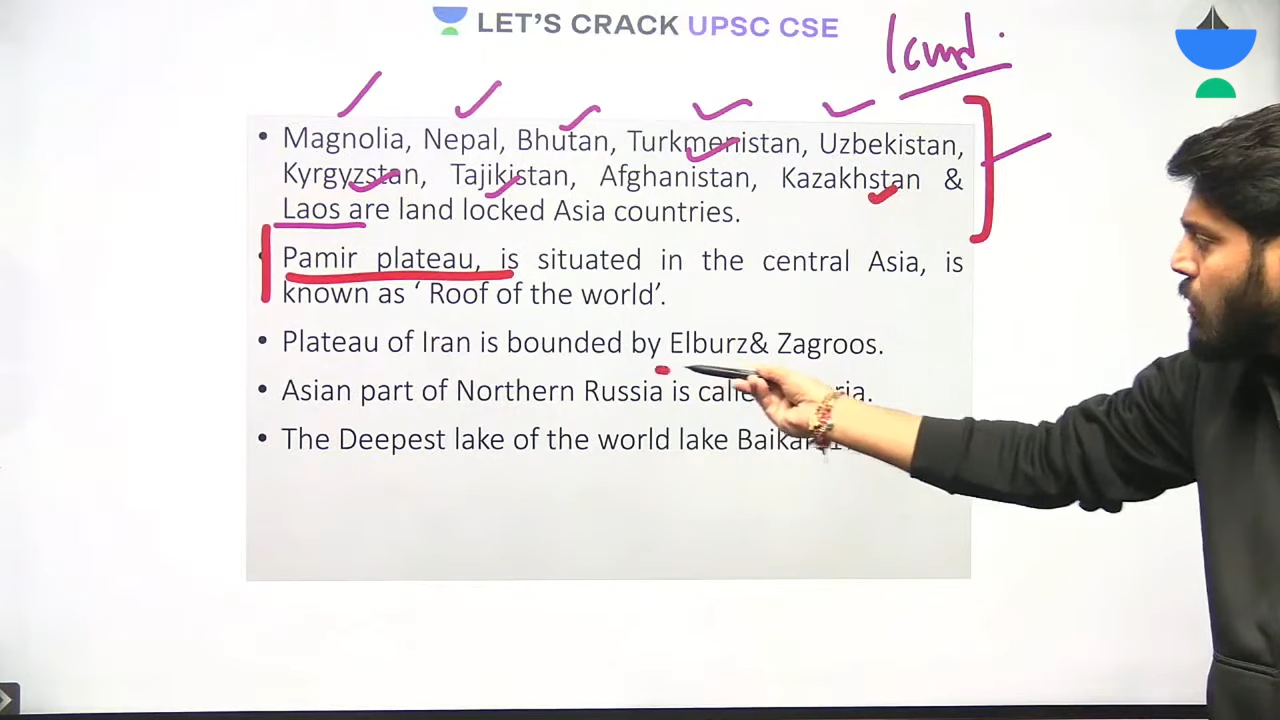 LET'S CRACK UPSC CSE
land
• Magnolia, Nepal, Bhutan, Turkmenistan, Uzbekistan,
Kyrgyzstan, Tajikistan, Afghanistan, Kazakhstan &
Laos are land locked Asia countries.
• Pamir plateau, is situated in the central Asia, is
known as ‘ Roof of the world’.
• Plateau of Iran is bounded by Elburz& Zagroos.
• Asian part of Northern Russia is
• The Deepest lake of the world lake